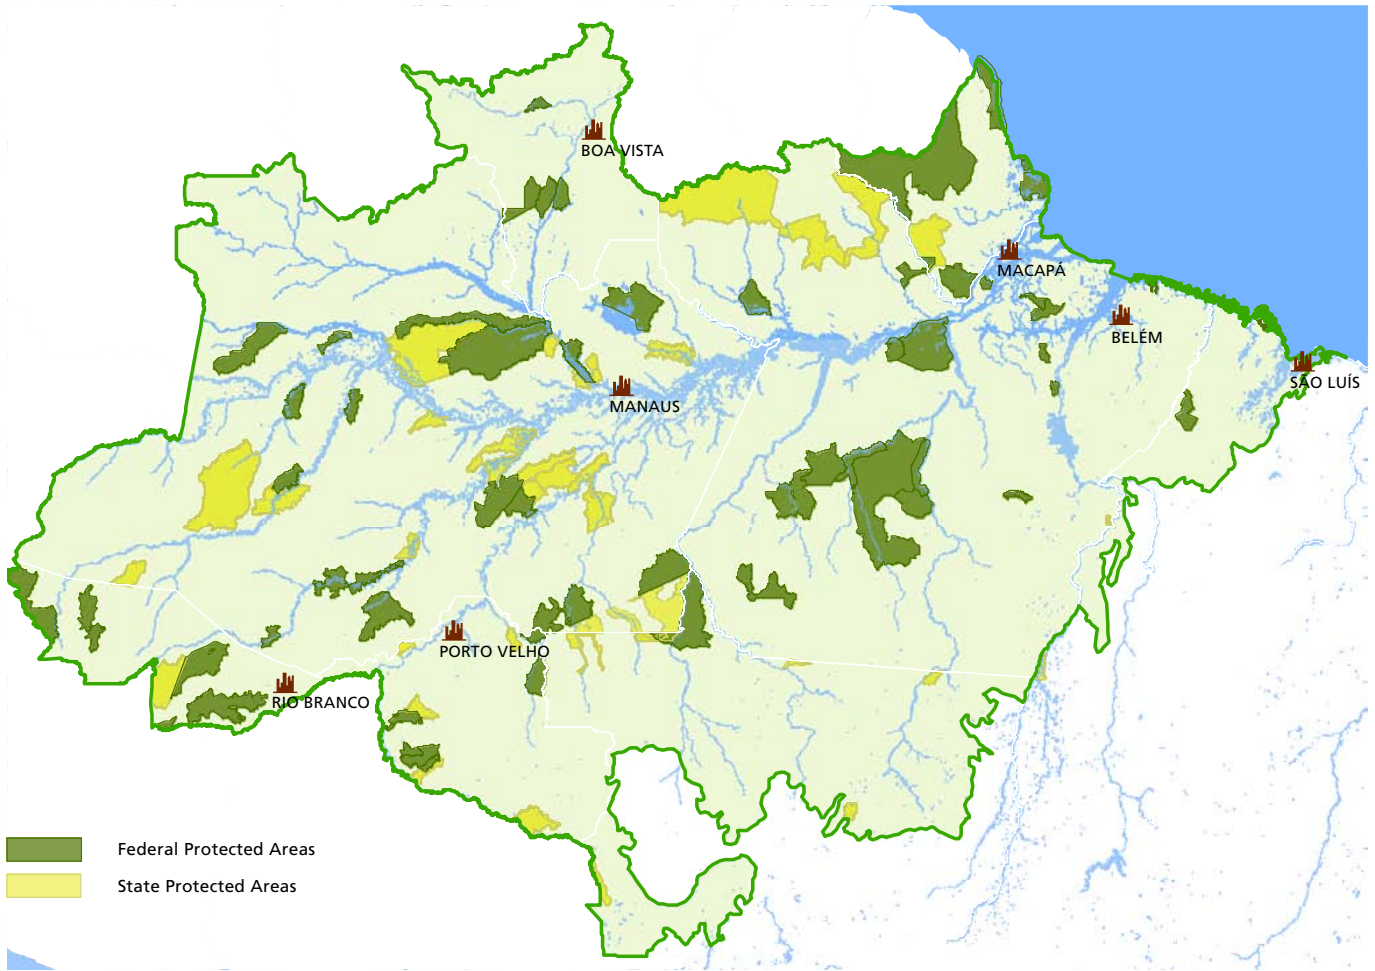 BOA VISTA
MACAPÁ
BELÉM
SÃO LUÍS
MANAUS
PORTO VELHO
RIO BRANCO
Federal Protected Areas
State Protected Areas